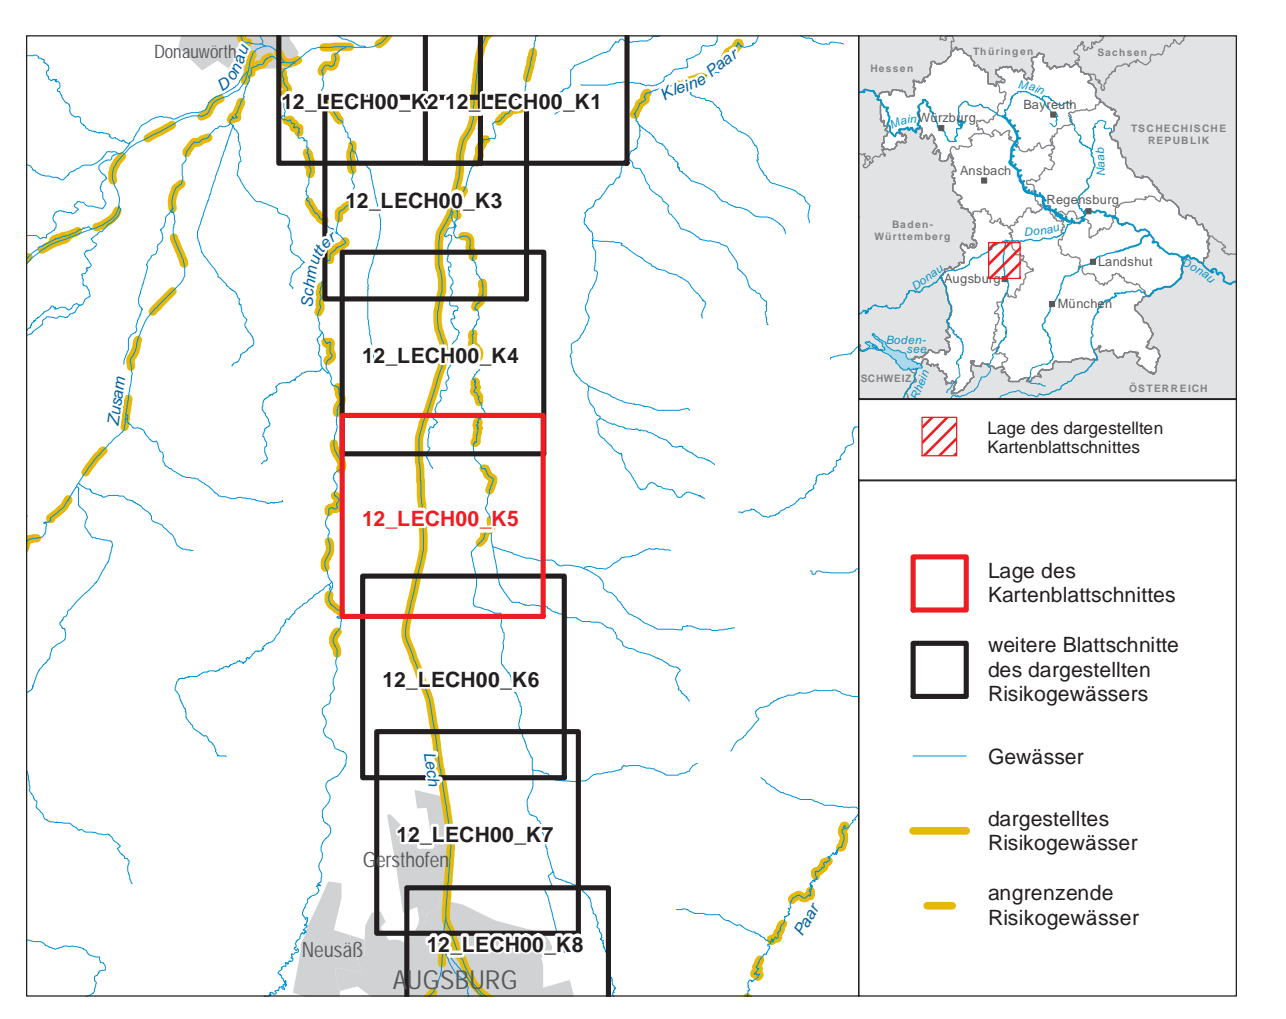 Donauwörth
Donau
Kleine Paar
12_LECH00_K2
12_LECH00_K1
12_LECH00_K3
Schmutter
12_LECH00_K4
Zusam
12_LECH00_K5
12_LECH00_K6
Lech
12_LECH00_K7
Gersthofen
Paar
12_LECH00_K8
Neusäß
AUGSBURG
Thüringen
Sachsen
Hessen
Main
Bayreuth
Main
Würzburg
TSCHECHISCHE
REPUBLIK
Naab
Ansbach
Regensburg
Baden-
Württemberg
Donau
Landshut
Donau
Donau
Augsburg
München
Boden-
see
SCHWEIZ
Rhein
ÖSTERREICH
Lage des dargestellten
Kartenblattschnittes
Lage des
Kartenblattschnittes
weitere Blattschnitte
des dargestellten
Risikogewässers
Gewässer
dargestelltes
Risikogewässer
angrenzende
Risikogewässer